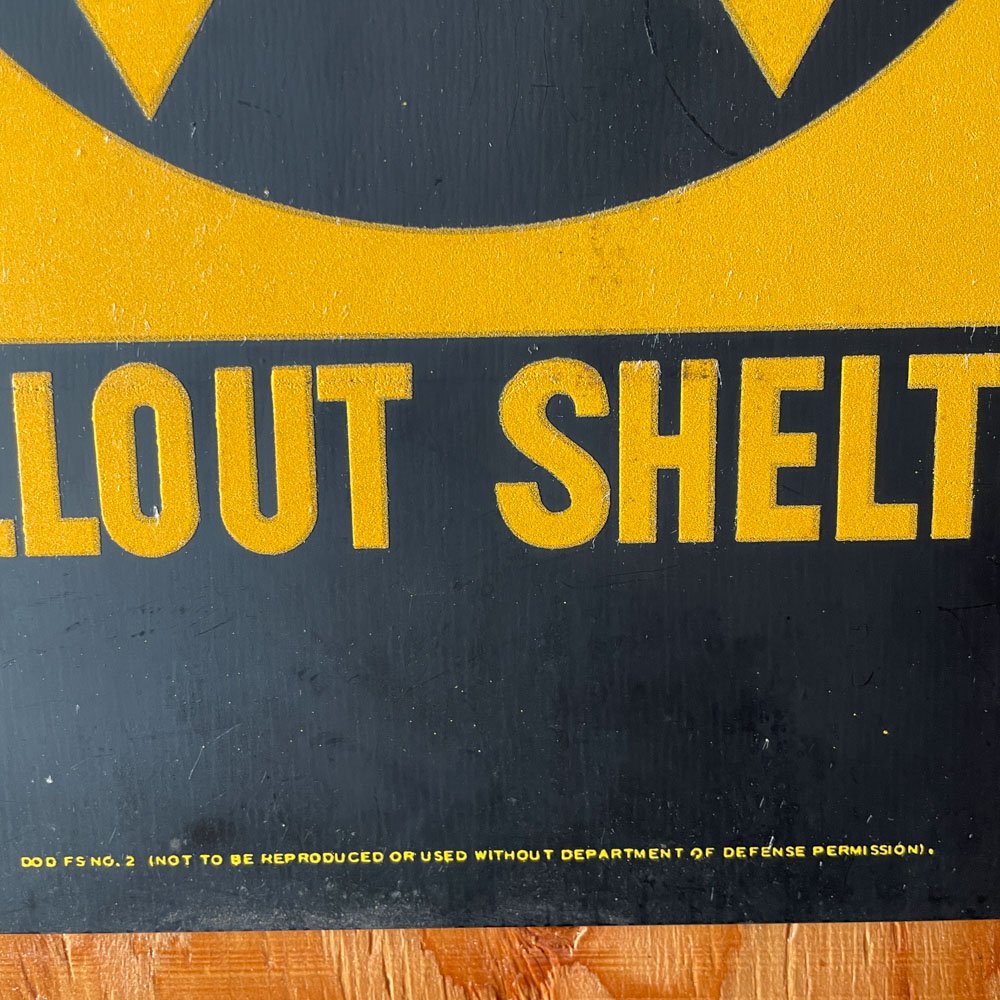 LLOUT SHELT
DOD FS NO. 2 (NOT TO BE REPRODUCED OR USED WITHOUT DEPARTMENT OF DEFENSE PERMISSION).